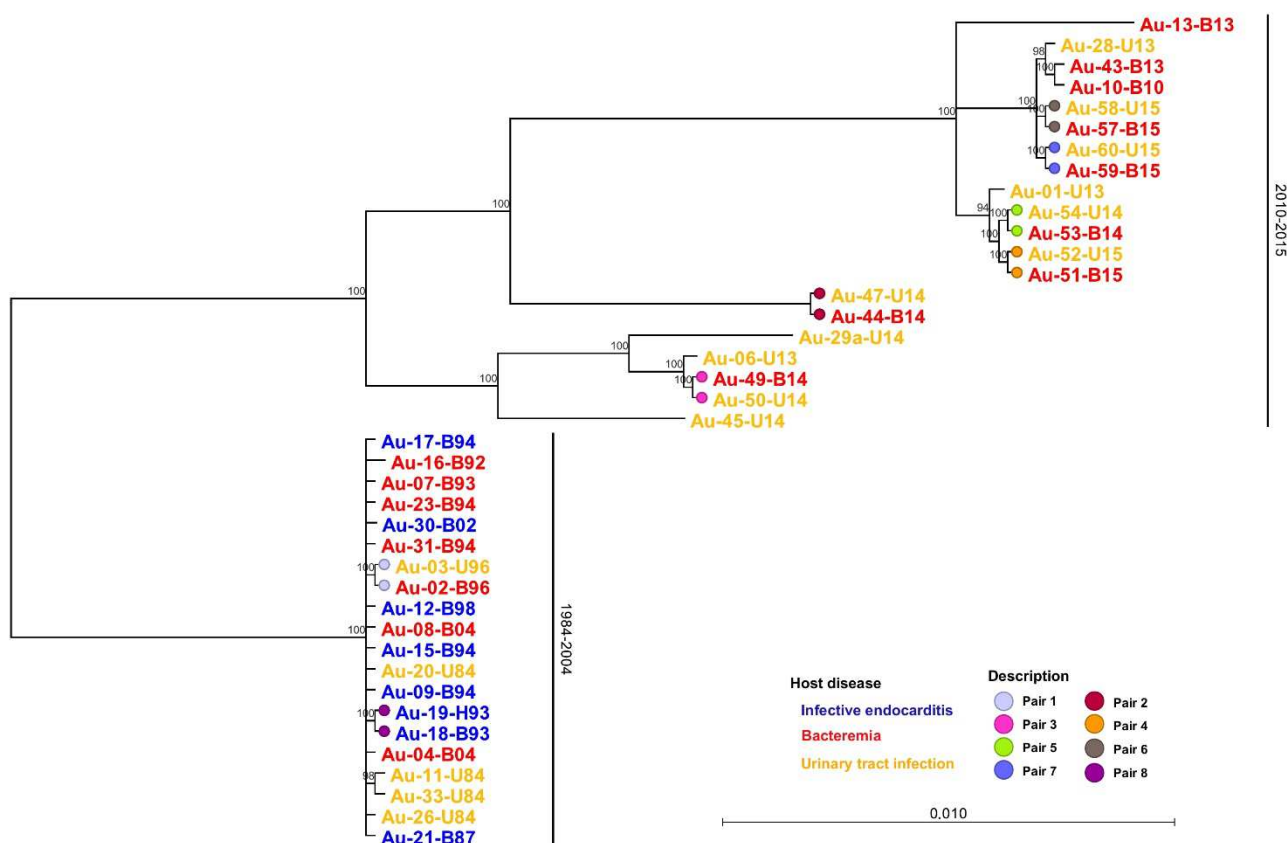 Au-13-B13
Au-28-U13
98
Au-43-B13
100
Au-10-B10
100
Au-58-U15
100
100
Au-57-B15
Au-60-U15
100
Au-59-B15
Au-01-U13
94
Au-54-U14
100
100
Au-53-B14
100
Au-52-U15
100
Au-51-B15
2010-2015
100
Au-47-U14
Au-44-B14
Au-29a-U14
100
Au-06-U13
100
Au-49-B14
100
100
Au-50-U14
Au-45-U14
Au-17-B94
Au-16-B92
Au-07-B93
Au-23-B94
Au-30-B02
Au-31-B94
Au-03-U96
100
Au-02-B96
Au-12-B98
Au-08-B04
100
Au-15-B94
Au-20-U84
Au-09-B94
Au-19-H93
100
Au-18-B93
Au-04-B04
Au-11-U84
98
Au-33-U84
Au-26-U84
Au-21-B87
1984-2004
Host disease
Infective endocarditis
Bacteremia
Urinary tract infection
Description
Pair 1
Pair 2
Pair 3
Pair 4
Pair 5
Pair 6
Pair 7
Pair 8
0.010